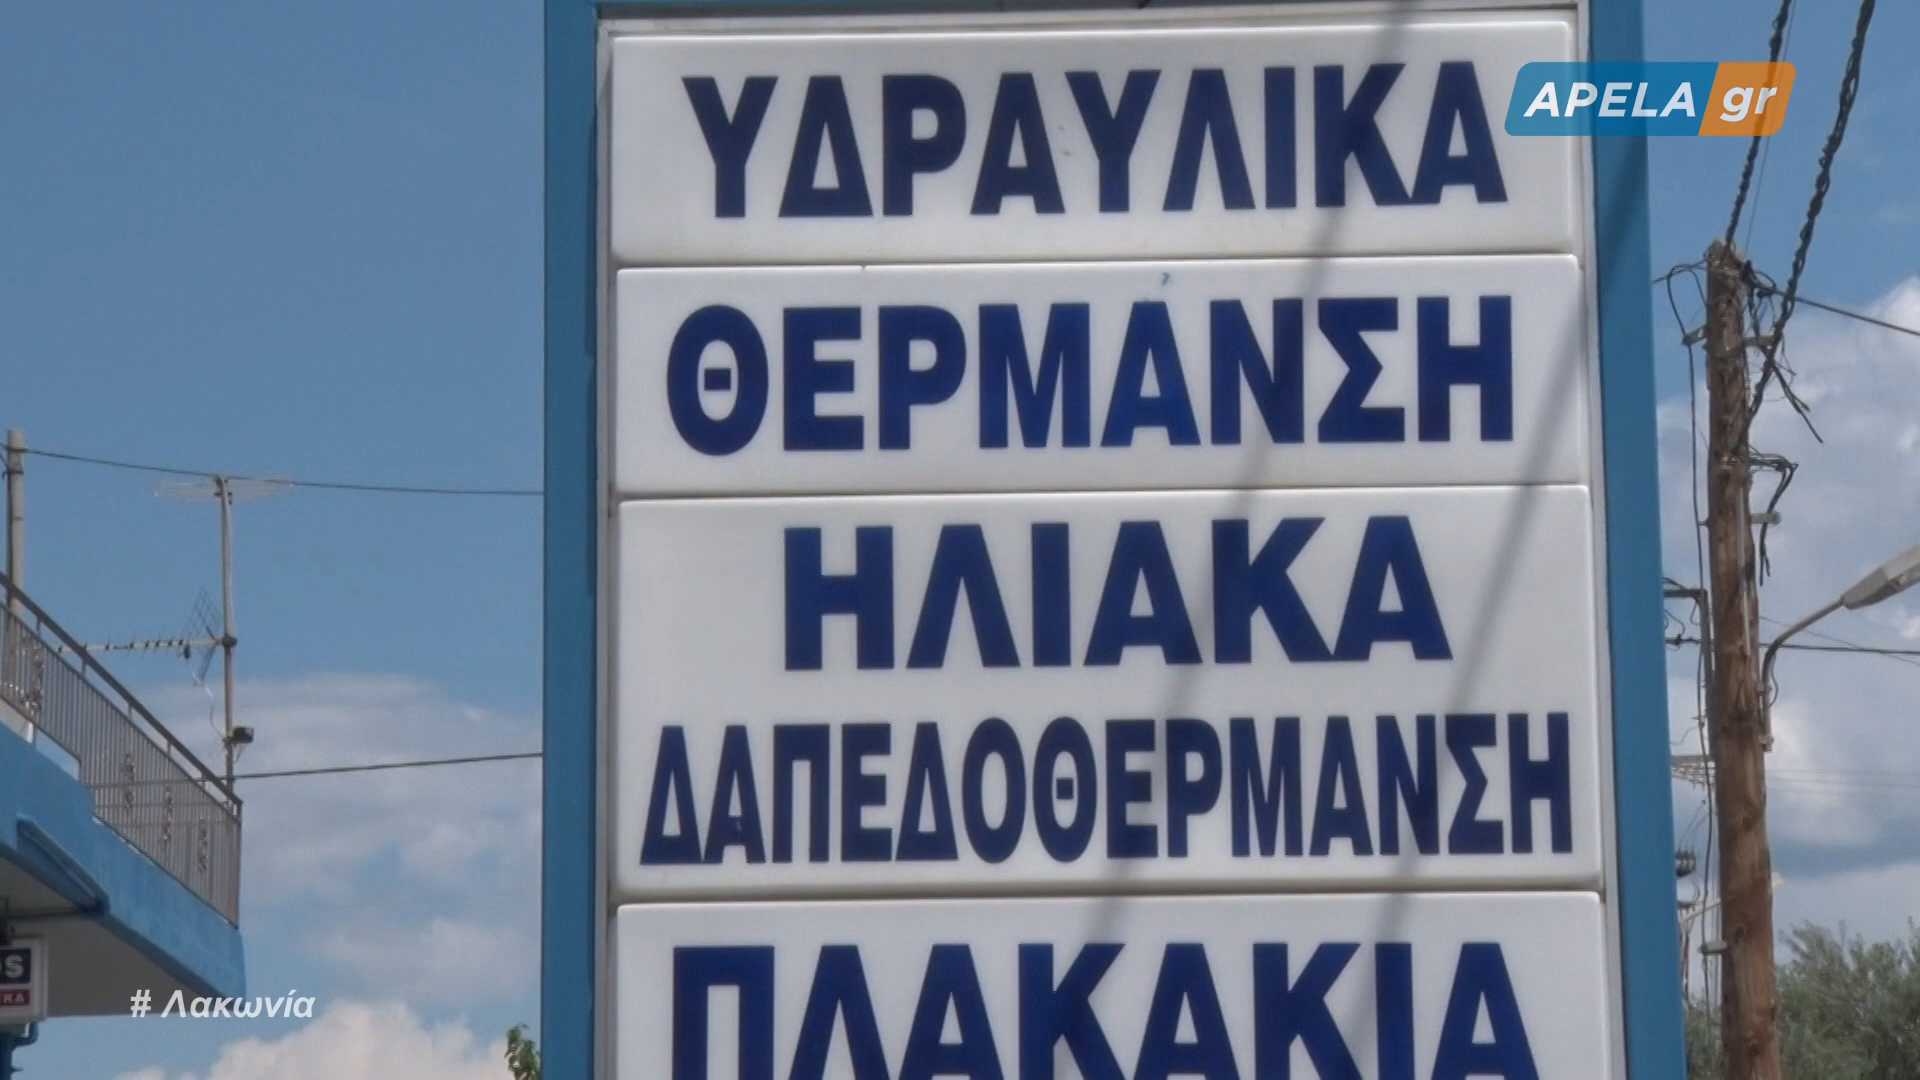 APELA gr
ΥΔΡΑΥΛΙΚΑ
ΘΕΡΜΑΝΣΗ
ΗΛΙΑΚΑ
ΔΑΠΕΔΟΘΕΡΜΑΝΣΗ
ΠΛΑΚΑΚΙΑ
# Λακωνία